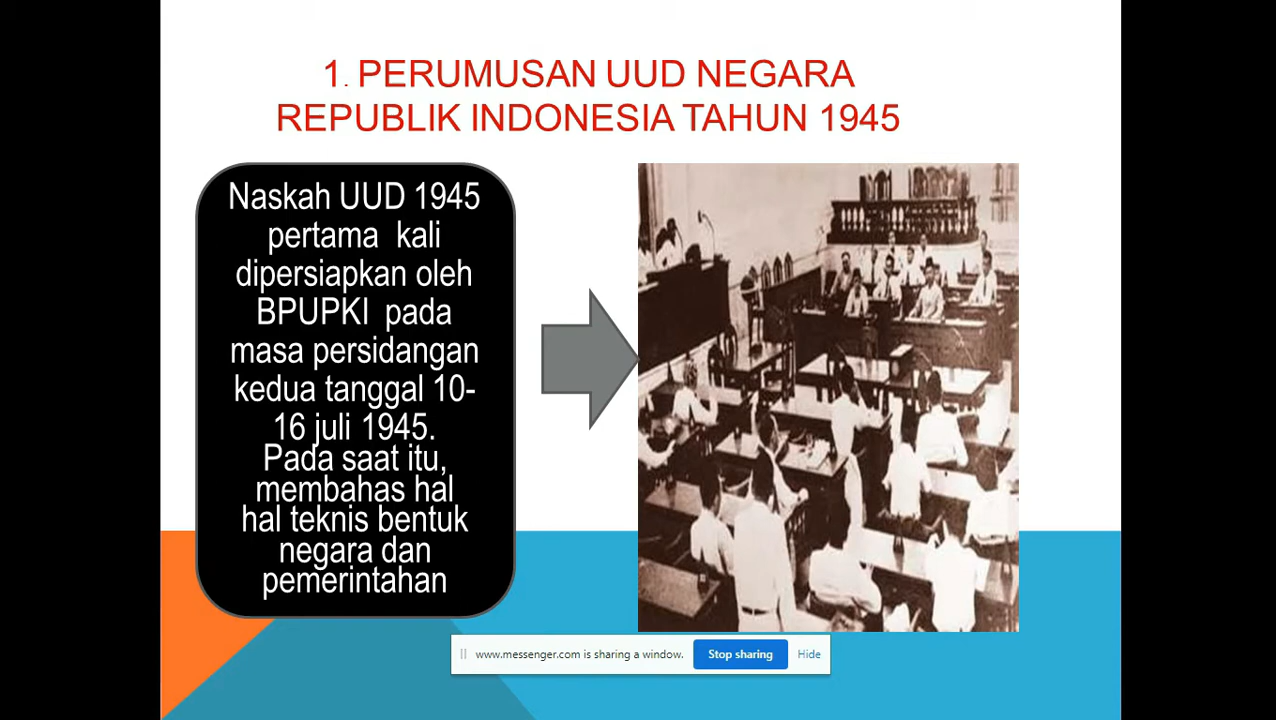 1. PERUMUSAN UUD NEGARA
REPUBLIK INDONESIA TAHUN 1945
Naskah UUD 1945
pertama kali
dipersiapkan oleh
BPUPKI pada
masa persidangan
kedua tanggal 10-
16 juli 1945.
Pada saat itu,
membahas hal
hal teknis bentuk
negara dan
pemerintahan
www.messenger.com is sharing a window.
Stop sharing
Hide